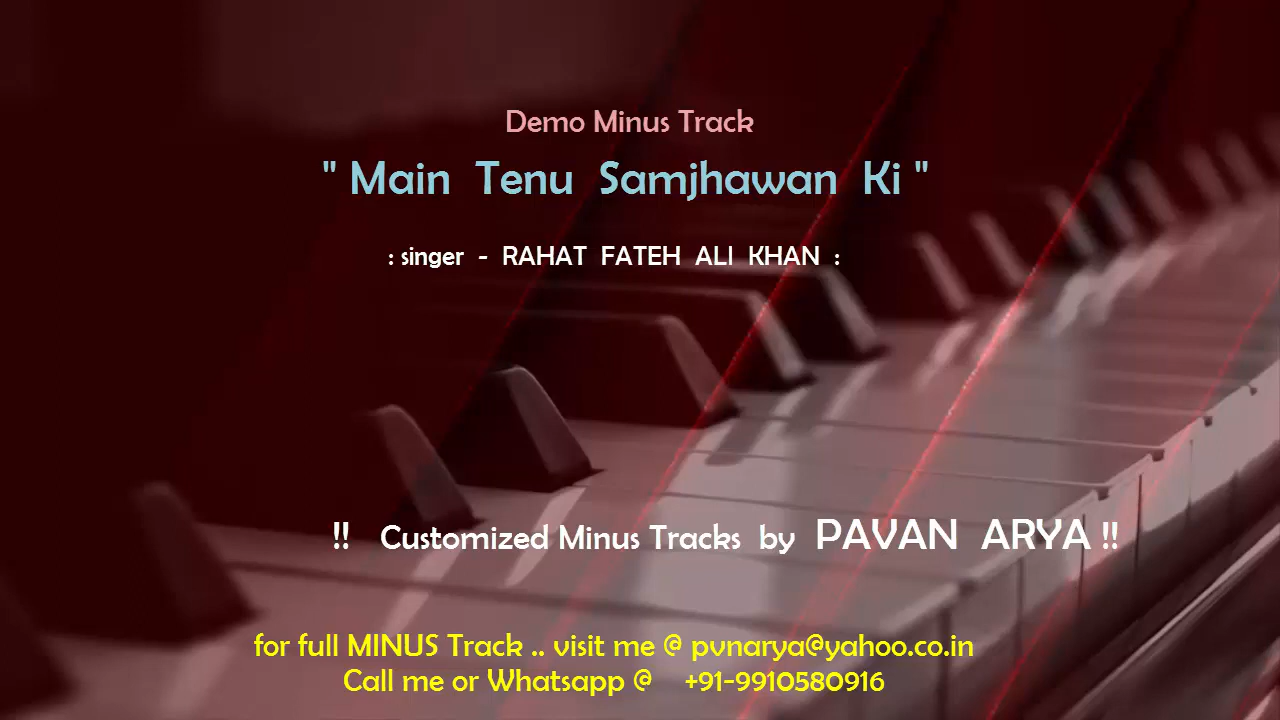 Demo Minus Track
" Main Tenu Samjhawan Ki "
: singer - RAHAT FATEH ALI KHAN :
!! Customized Minus Tracks by PAVAN ARYA !!
for full MINUS Track .. visit me @ pvnarya@yahoo.co.in
Call me or Whatsapp @ +91-9910580916